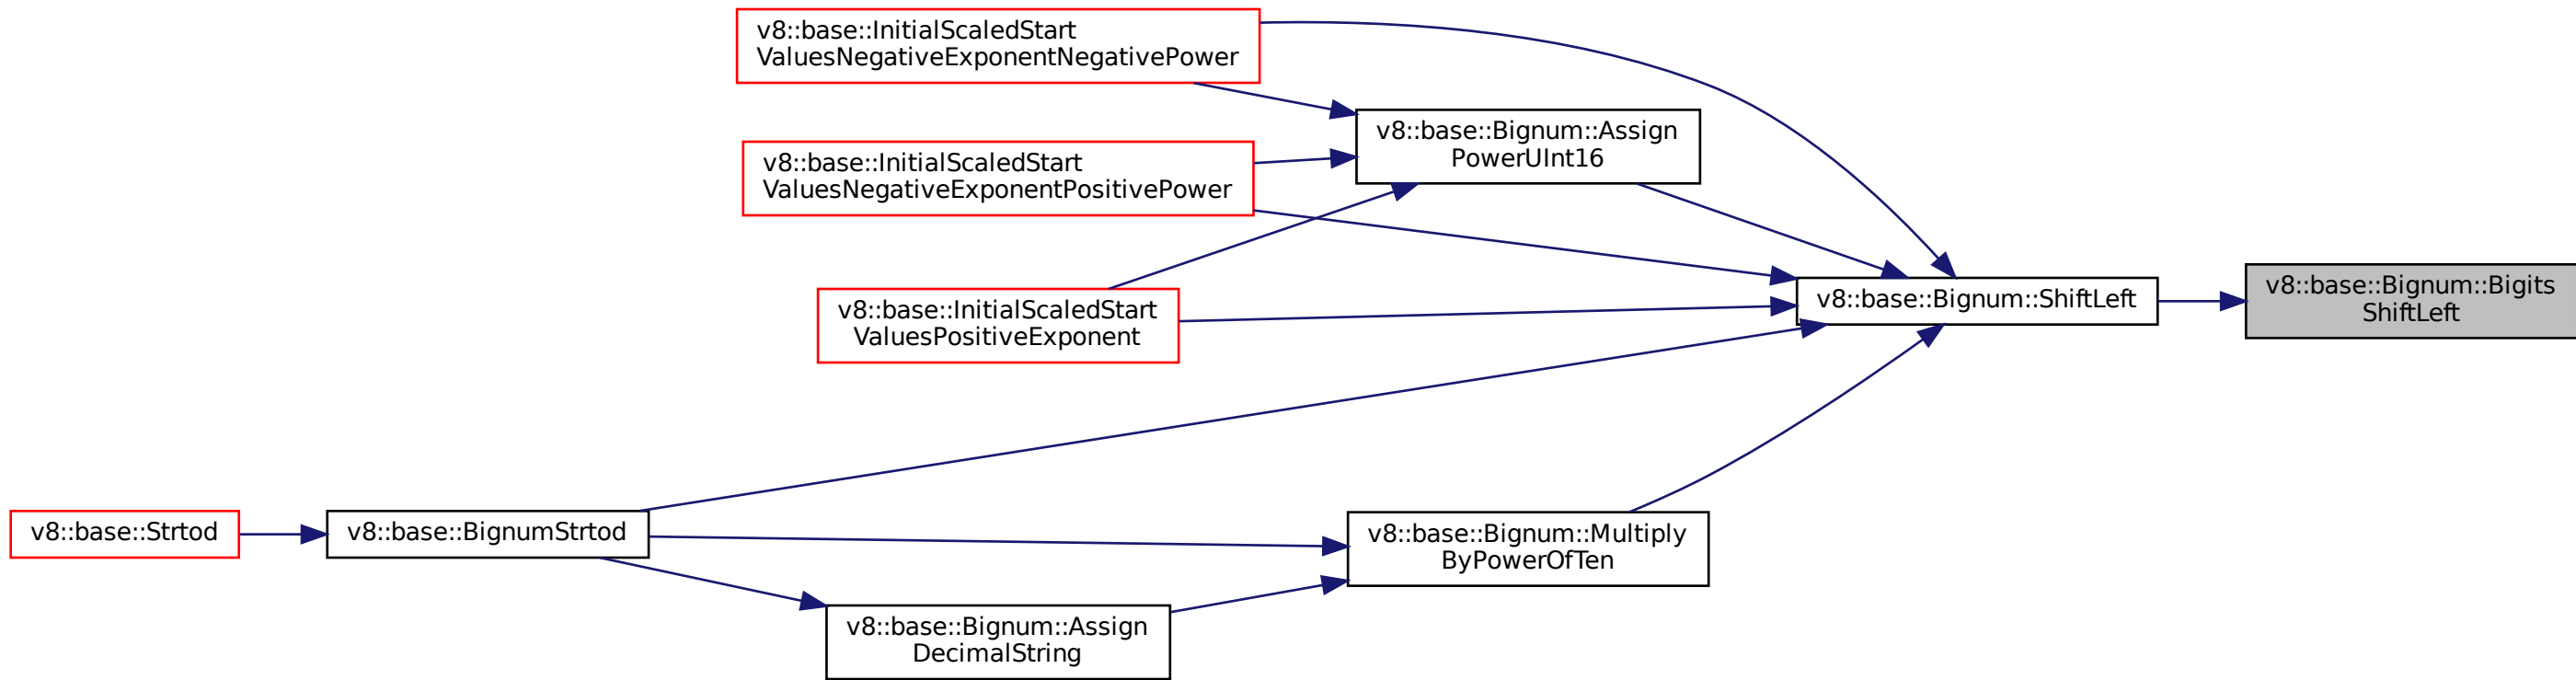 v8::base::InitialScaledStart
ValuesNegativeExponentNegativePower
v8::base::Bignum::Assign
PowerUInt16
v8::base::InitialScaledStart
ValuesNegativeExponentPositivePower
v8::base::Bignum::ShiftLeft
v8::base::Bignum::Bigits
ShiftLeft
v8::base::InitialScaledStart
ValuesPositiveExponent
v8::base::Strtod
v8::base::BignumStrtod
v8::base::Bignum::Multiply
ByPowerOfTen
v8::base::Bignum::Assign
DecimalString